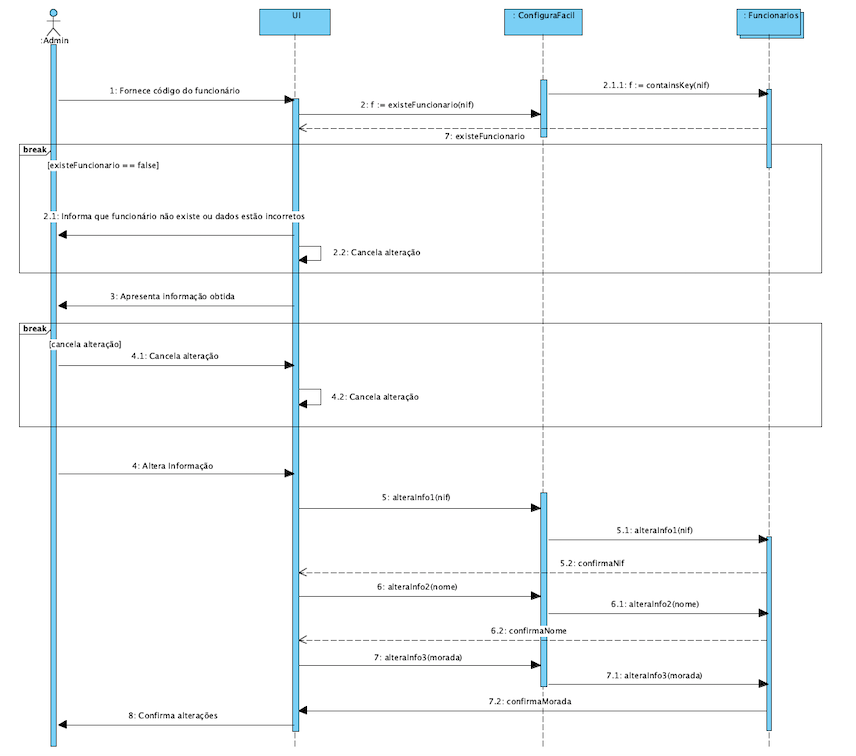 UI
: ConfiguraFacil
: Funcionarios
:Admin
1: Fornece código do funcionário
2.1.1: f := containsKey(nif)
2: f := existeFuncionario(nif)
7: existeFuncionario
break
[existeFuncionario == false]
2.1: Informa que funcionário não existe ou dados estão incorretos
2.2: Cancela alteração
3: Apresenta informação obtida
break
[cancela alteração]
4.1: Cancela alteração
4.2: Cancela alteração
4: Altera Informação
5: alteraInfo1(nif)
5.1: alteraInfo1(nif)
5.2: confirmaNif
6: alteraInfo2(nome)
6.1: alteraInfo2(nome)
6.2: confirmaNome
7: alteraInfo3(morada)
7.1: alteraInfo3(morada)
7.2: confirmaMorada
8: Confirma alterações